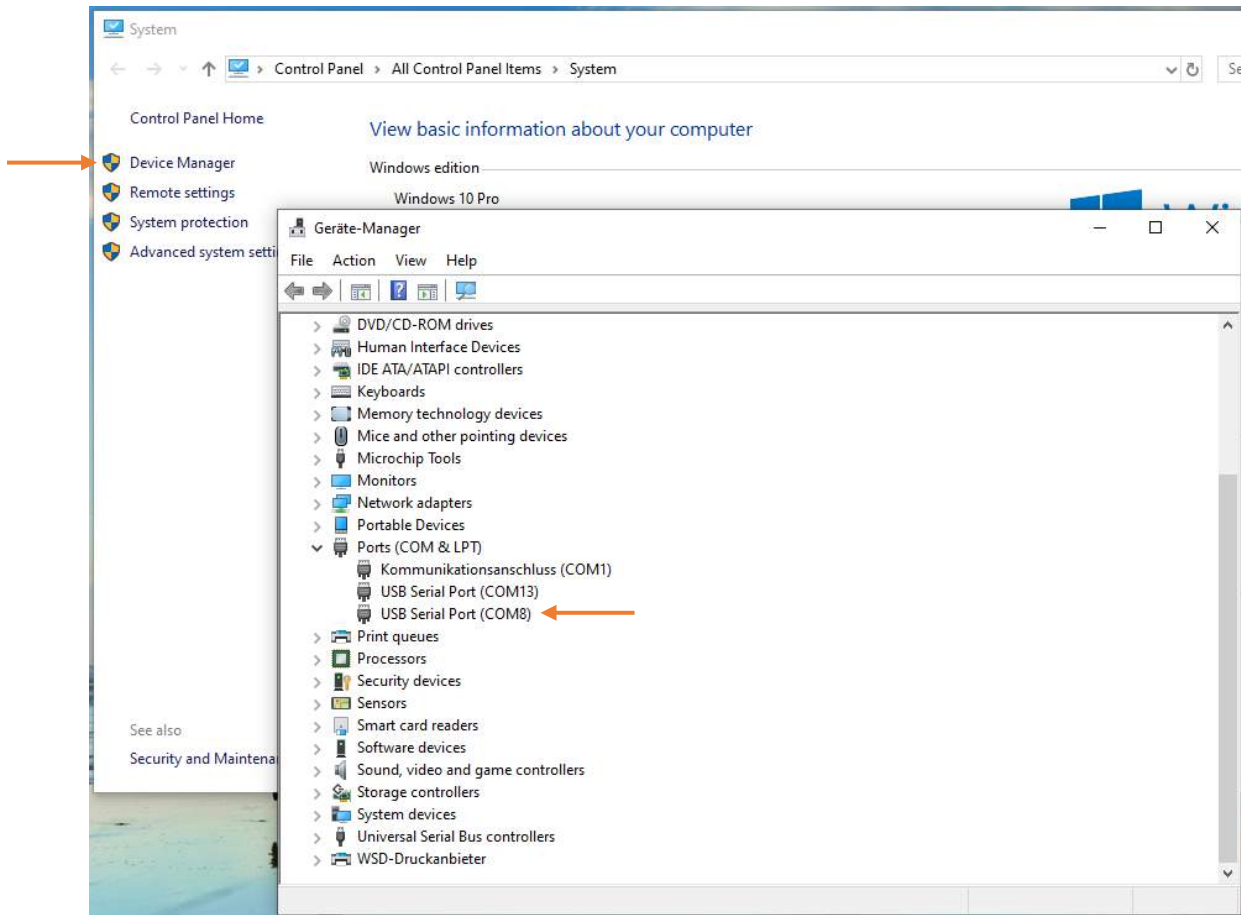 System
Control Panel > All Control Panel Items > System
Control Panel Home
View basic information about your computer
Device Manager
Windows edition
Remote settings
Windows 10 Pro
System protection
Advanced system setti
Geräte-Manager
File Action View Help
DVD/CD-ROM drives
Human Interface Devices
IDE ATA/ATAPI controllers
Keyboards
Memory technology devices
Mice and other pointing devices
Microchip Tools
Monitors
Network adapters
Portable Devices
Ports (COM & LPT)
Kommunikationsanschluss (COM1)
USB Serial Port (COM13)
USB Serial Port (COM8)
Print queues
Processors
Security devices
Sensors
Smart card readers
Software devices
Sound, video and game controllers
Storage controllers
System devices
Universal Serial Bus controllers
WSD-Druckanbieter
See also
Security and Maintena